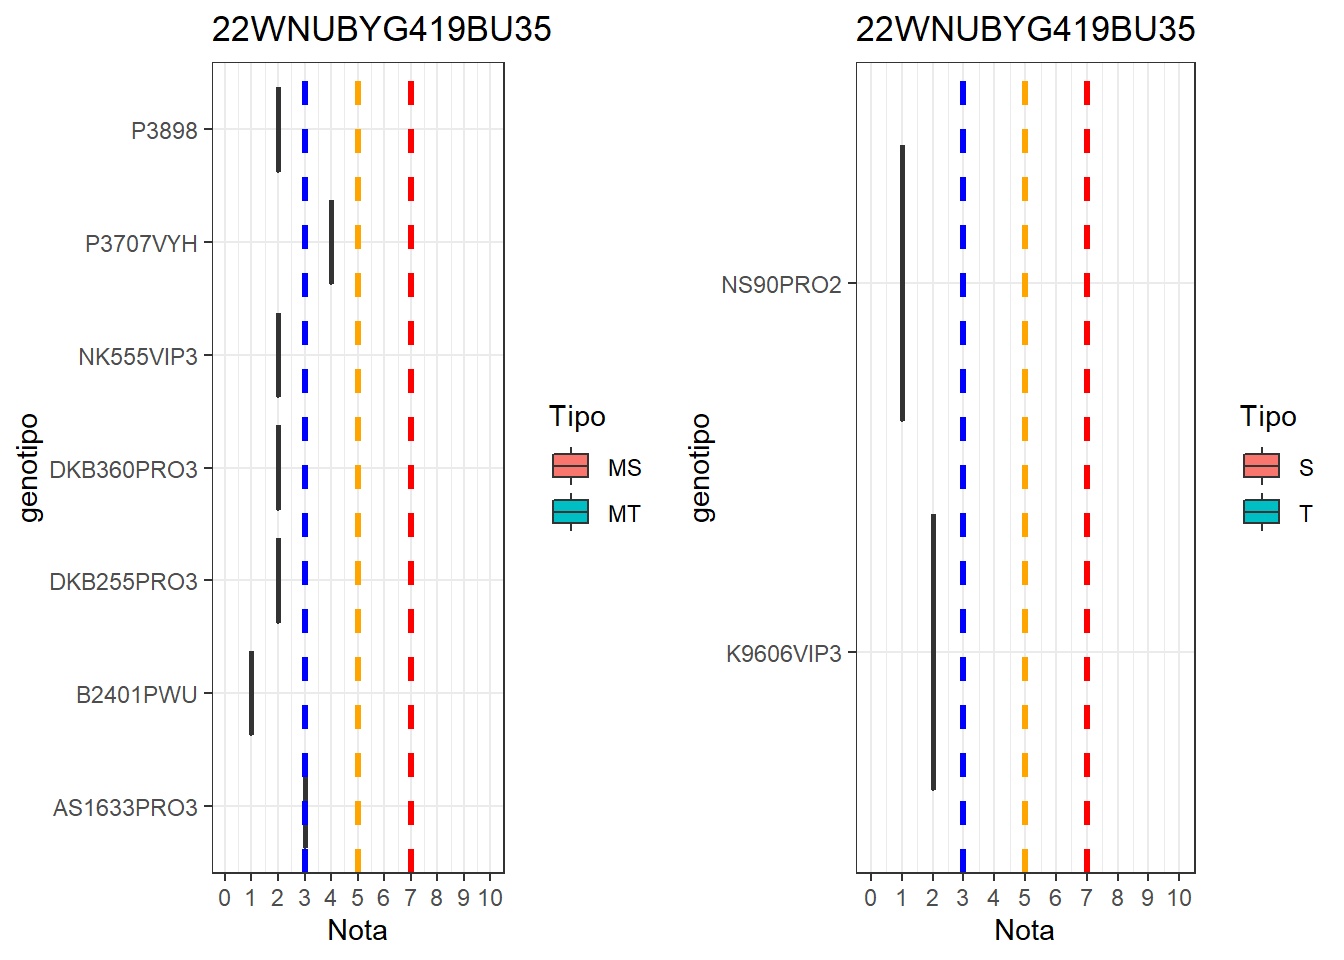 22WNUBYG419BU35
P3898
P3707VYH
NK555VIP3
DKB360PRO3
DKB255PRO3
B2401PWU
AS1633PRO3
genotipo
0 1 2 3 4 5 6 7 8 9 10
Nota
Tipo
MS
MT
22WNUBYG419BU35
NS90PRO2
K9606VIP3
genotipo
0 1 2 3 4 5 6 7 8 9 10
Nota
Tipo
S
T